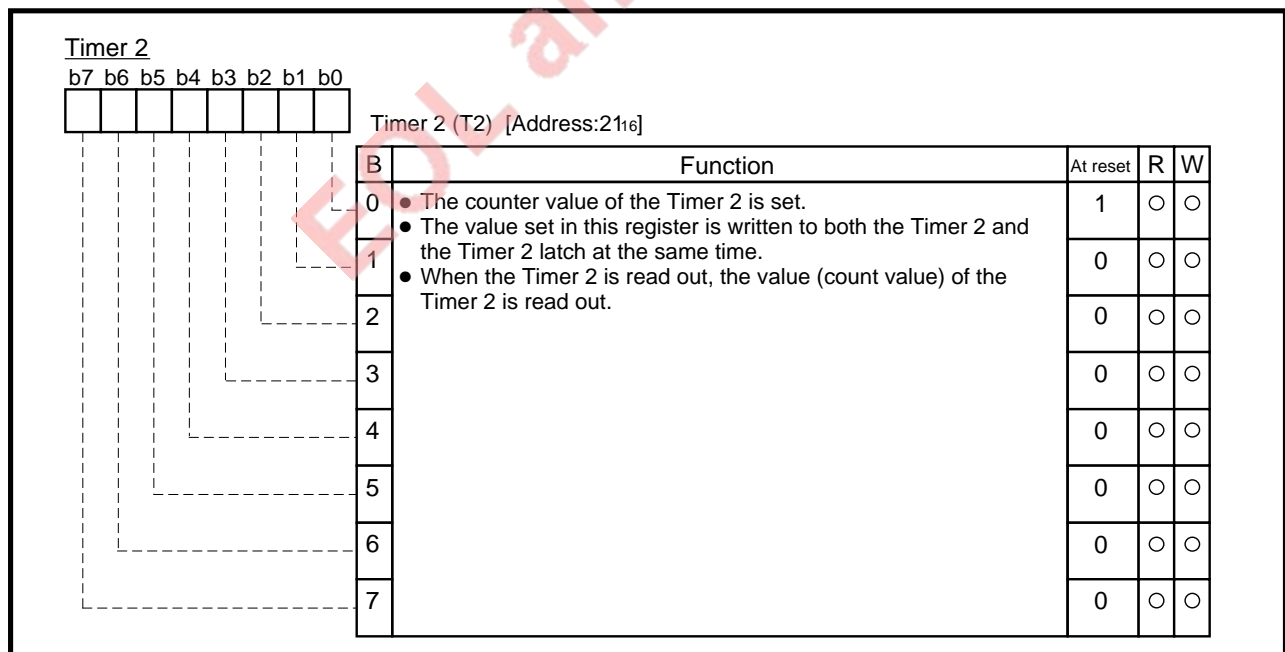 Timer 2
b7 b6 b5 b4 b3 b2 b1 b0
Timer 2 (T2) [Address:21₁₆]
B Function At reset R W
0 ● The counter value of the Timer 2 is set. 1 ○ ○
● The value set in this register is written to both the Timer 2 and
1 the Timer 2 latch at the same time. 0 ○ ○
● When the Timer 2 is read out, the value (count value) of the
Timer 2 is read out.
2 0 ○ ○
3 0 ○ ○
4 0 ○ ○
5 0 ○ ○
6 0 ○ ○
7 0 ○ ○
EOL an